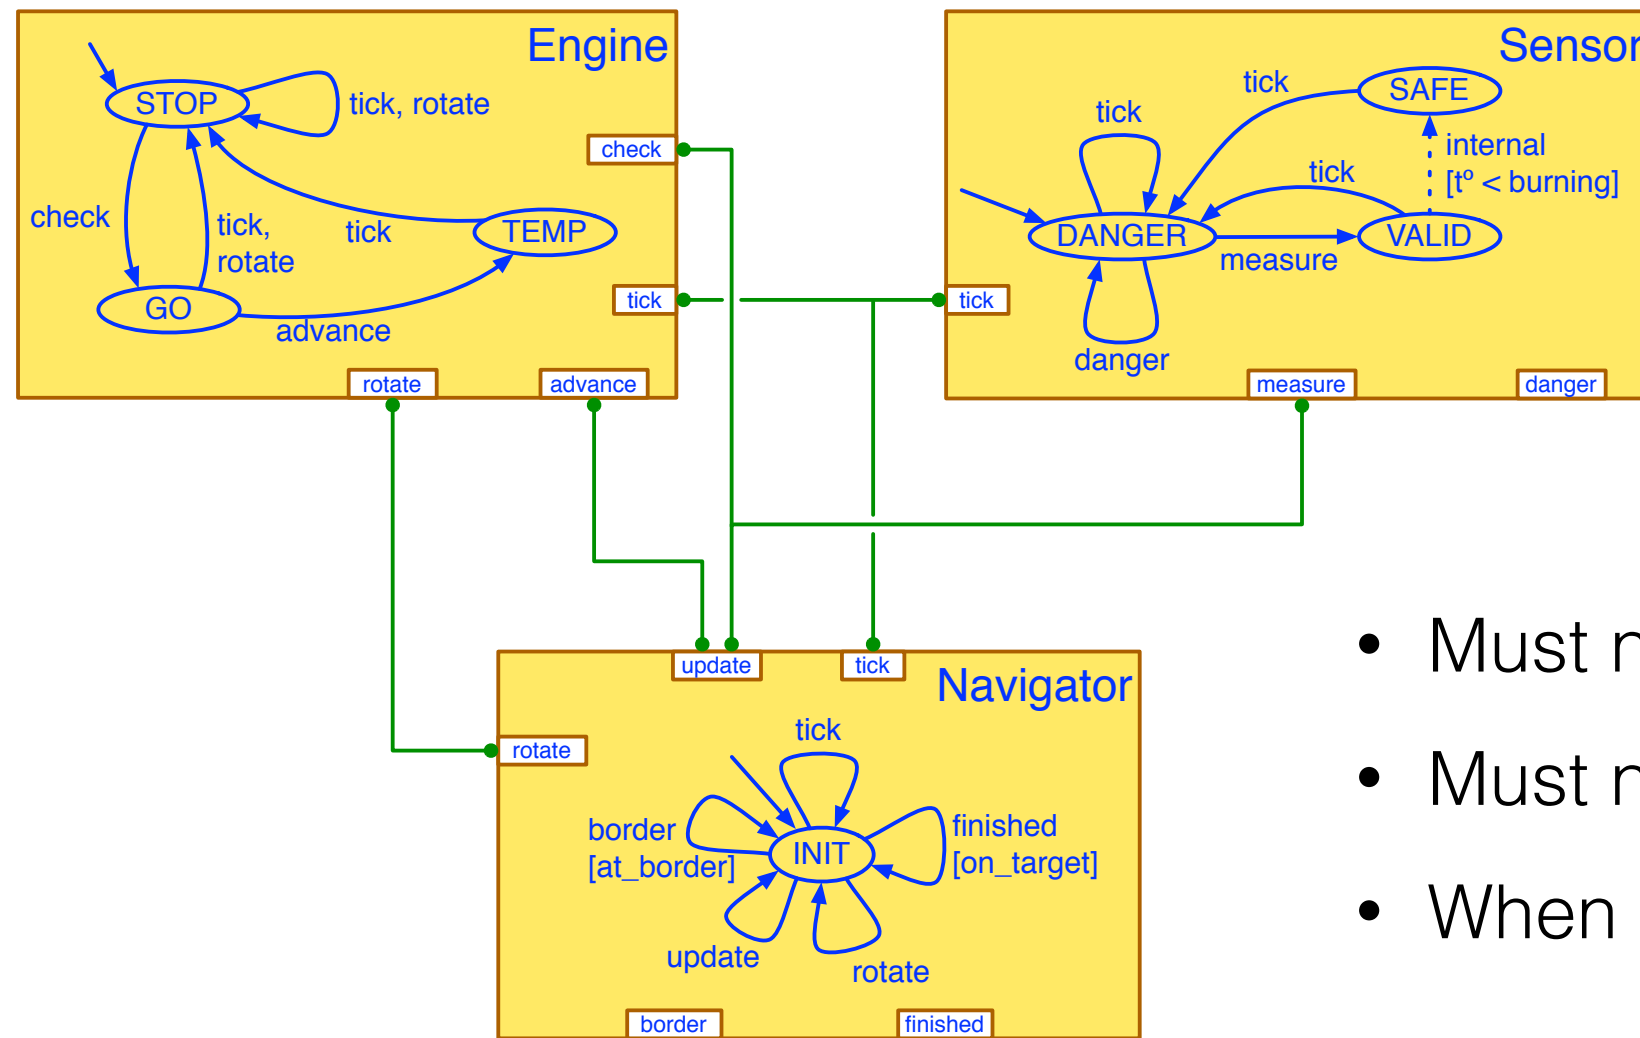 Engine
STOP
tick, rotate
check
check
tick,
rotate
tick
TEMP
GO
advance
tick
rotate
advance
Sensor
tick
SAFE
tick
internal
[tº < burning]
tick
DANGER
VALID
measure
tick
danger
measure
danger
update
tick
Navigator
rotate
tick
border
[at_border]
INIT
finished
[on_target]
update
rotate
border
finished
• Must
• Must
• When